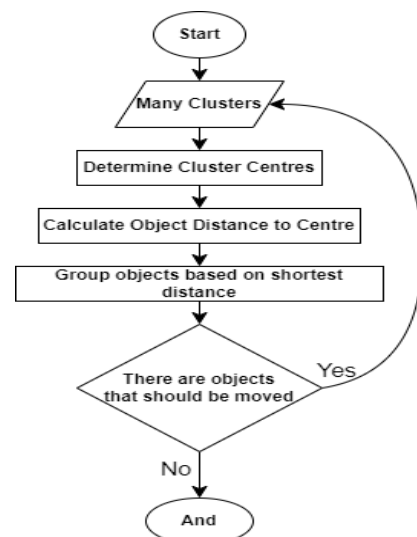 Start
Many Clusters
Determine Cluster Centres
Calculate Object Distance to Centre
Group objects based on shortest
distance
There are objects
that should be moved
Yes
No
And